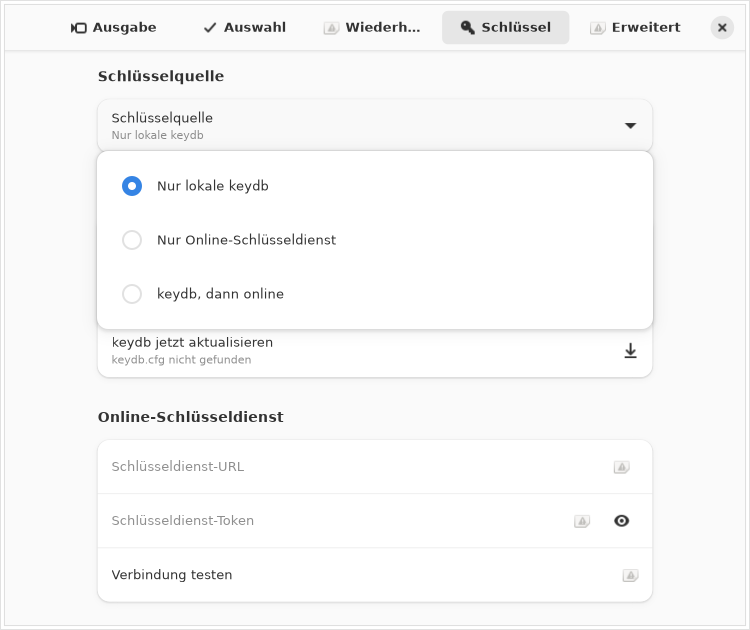 Ausgabe
Auswahl
Wiederh...
Schlüssel
Erweitert
Schlüsselquelle
Schlüsselquelle
Nur lokale keydb
Nur lokale keydb
Nur Online-Schlüsseldienst
keydb, dann online
keydb jetzt aktualisieren
keydb.cfg nicht gefunden
Online-Schlüsseldienst
Schlüsseldienst-URL
Schlüsseldienst-Token
Verbindung testen